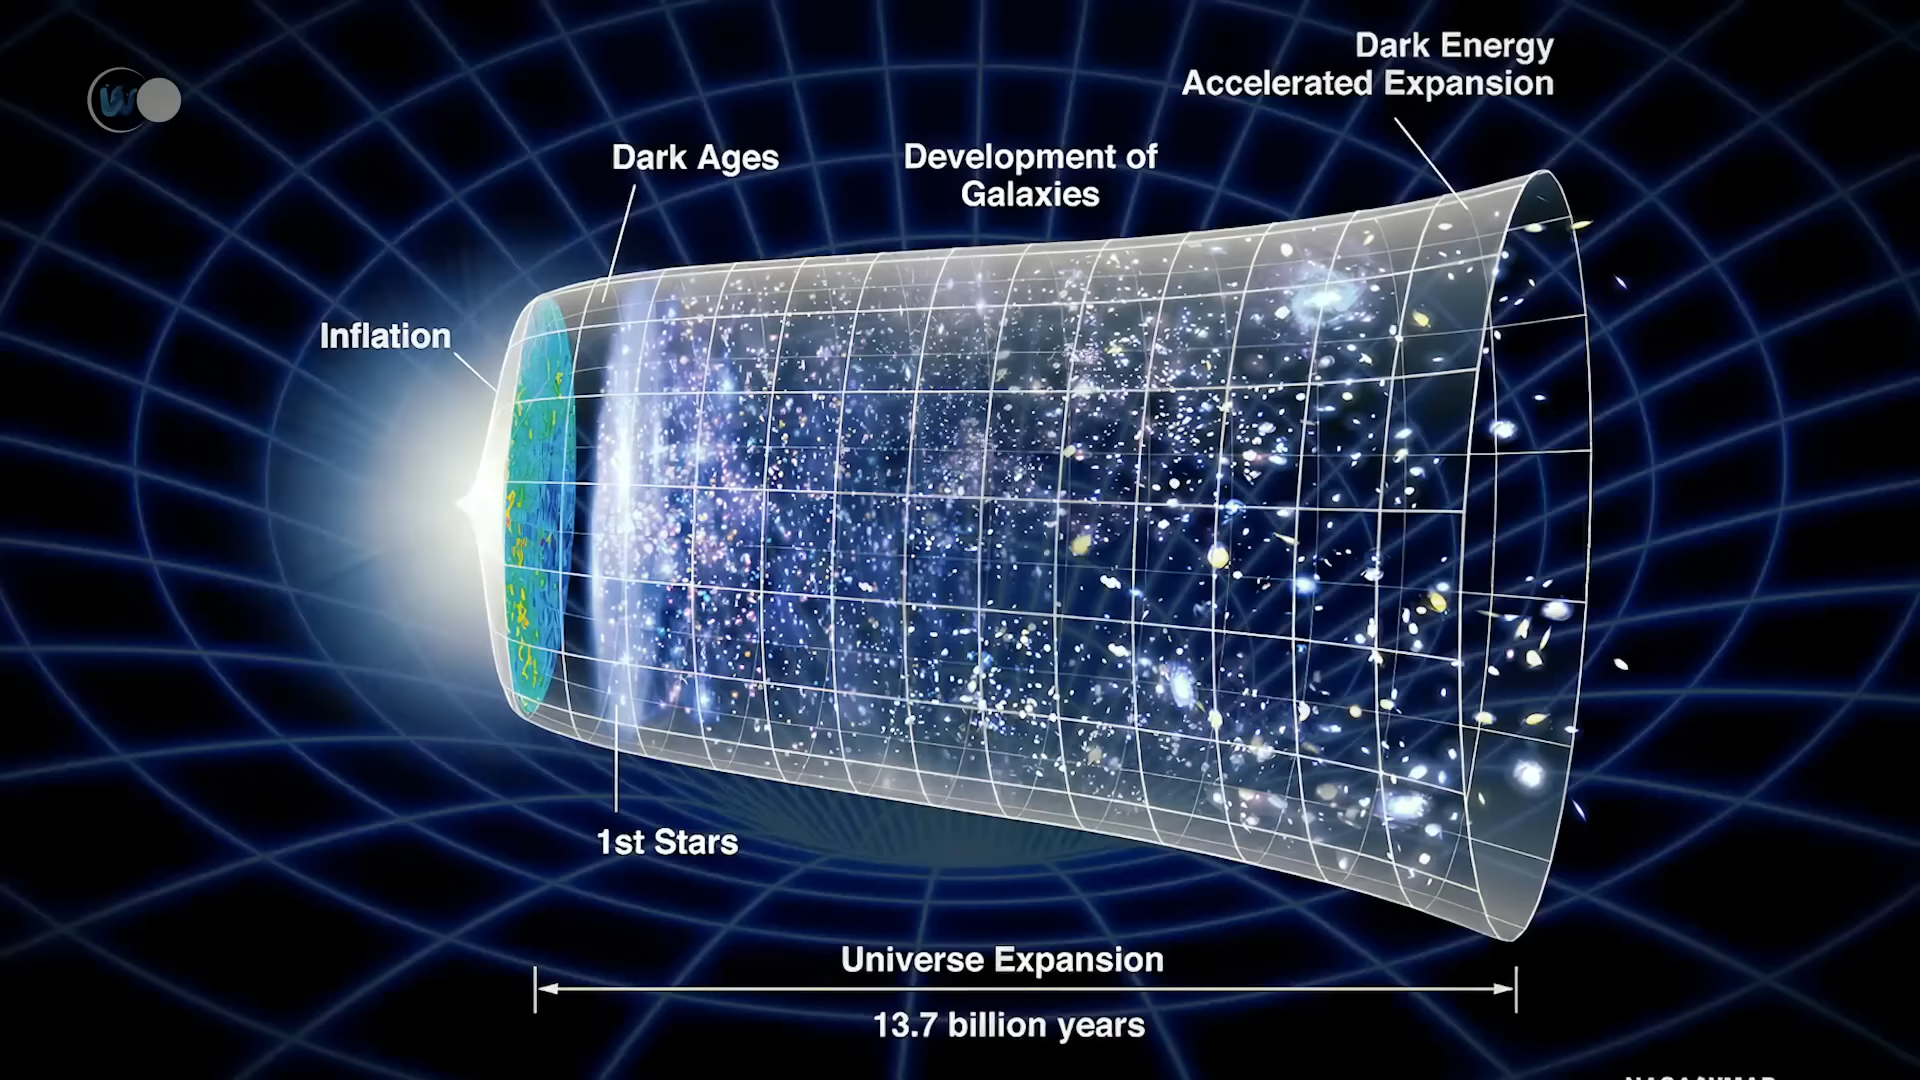 Dark Energy
Accelerated Expansion
Dark Ages
Development of
Galaxies
Inflation
1st Stars
Universe Expansion
13.7 billion years